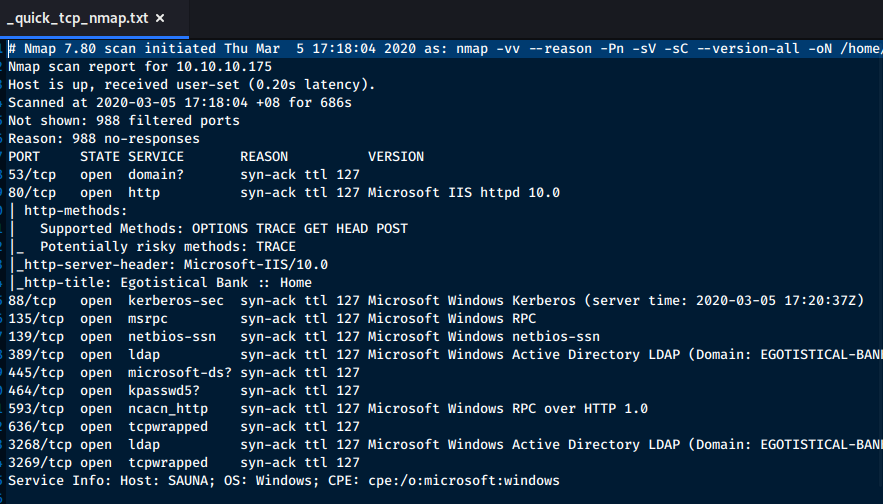 _quick_tcp_nmap.txt ×
# Nmap 7.80 scan initiated Thu Mar  5 17:18:04 2020 as: nmap -vv --reason -Pn -sV -sC --version-all -oN /home/
Nmap scan report for 10.10.10.175
Host is up, received user-set (0.20s latency).
Scanned at 2020-03-05 17:18:04 +08 for 686s
Not shown: 988 filtered ports
Reason: 988 no-responses
PORT     STATE SERVICE       REASON          VERSION
53/tcp   open  domain?       syn-ack ttl 127
80/tcp   open  http          syn-ack ttl 127 Microsoft IIS httpd 10.0
| http-methods:
|   Supported Methods: OPTIONS TRACE GET HEAD POST
|_  Potentially risky methods: TRACE
|_http-server-header: Microsoft-IIS/10.0
|_http-title: Egotistical Bank :: Home
88/tcp   open  kerberos-sec  syn-ack ttl 127 Microsoft Windows Kerberos (server time: 2020-03-05 17:20:37Z)
135/tcp  open  msrpc         syn-ack ttl 127 Microsoft Windows RPC
139/tcp  open  netbios-ssn   syn-ack ttl 127 Microsoft Windows netbios-ssn
389/tcp  open  ldap          syn-ack ttl 127 Microsoft Windows Active Directory LDAP (Domain: EGOTISTICAL-BAN
445/tcp  open  microsoft-ds? syn-ack ttl 127
464/tcp  open  kpasswd5?     syn-ack ttl 127
593/tcp  open  ncacn_http    syn-ack ttl 127 Microsoft Windows RPC over HTTP 1.0
636/tcp  open  tcpwrapped    syn-ack ttl 127
3268/tcp open  ldap          syn-ack ttl 127 Microsoft Windows Active Directory LDAP (Domain: EGOTISTICAL-BAN
3269/tcp open  tcpwrapped    syn-ack ttl 127
Service Info: Host: SAUNA; OS: Windows; CPE: cpe:/o:microsoft:windows